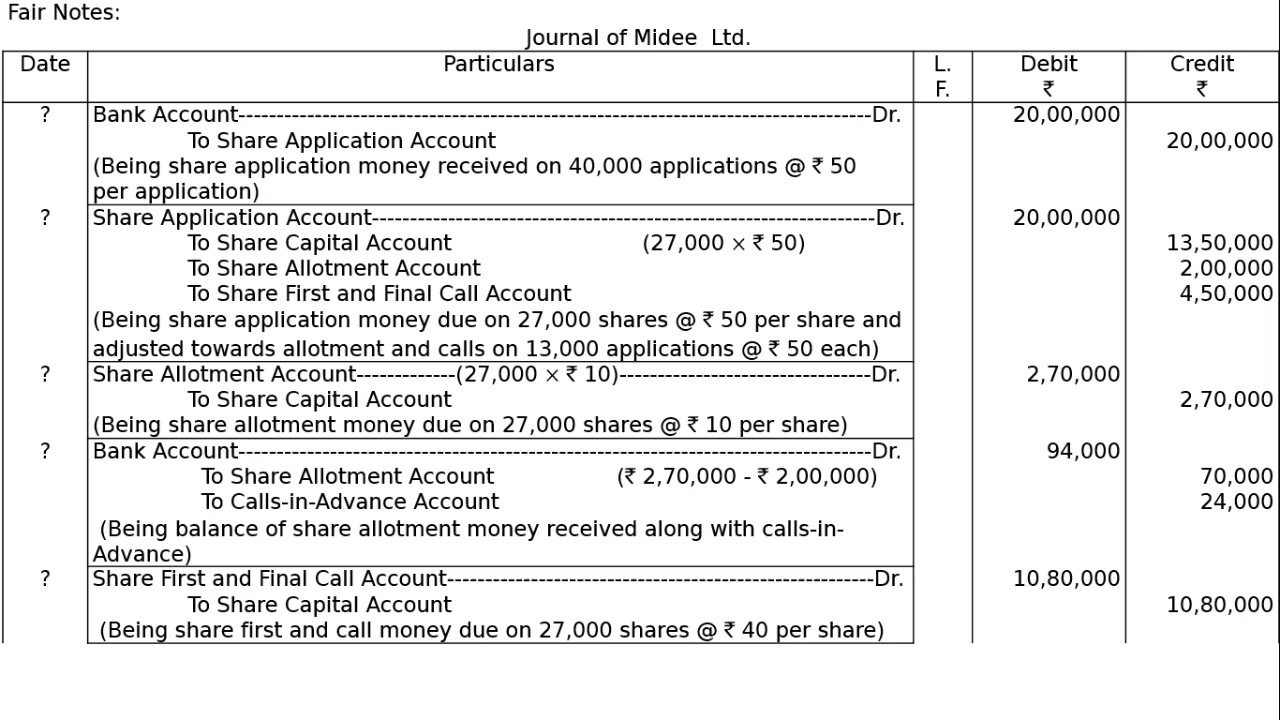 Fair Notes:
Journal of Midee Ltd.
Date Particulars L. Debit Credit
F. ₹ ₹
? Bank Account-----------------------------------------------------------------------------------Dr. 20,00,000
To Share Application Account 20,00,000
(Being share application money received on 40,000 applications @ ₹ 50
per application)
? Share Application Account------------------------------------------------------------------Dr. 20,00,000
To Share Capital Account (27,000 × ₹ 50) 13,50,000
To Share Allotment Account 2,00,000
To Share First and Final Call Account 4,50,000
(Being share application money due on 27,000 shares @ ₹ 50 per share and
adjusted towards allotment and calls on 13,000 applications @ ₹ 50 each)
? Share Allotment Account-------------(27,000 × ₹ 10)---------------------------------Dr. 2,70,000
To Share Capital Account 2,70,000
(Being share allotment money due on 27,000 shares @ ₹ 10 per share)
? Bank Account-----------------------------------------------------------------------------------Dr. 94,000
To Share Allotment Account (₹ 2,70,000 - ₹ 2,00,000) 70,000
To Calls-in-Advance Account 24,000
(Being balance of share allotment money received along with calls-in-
Advance)
? Share First and Final Call Account--------------------------------------------------------Dr. 10,80,000
To Share Capital Account 10,80,000
(Being share first and call money due on 27,000 shares @ ₹ 40 per share)